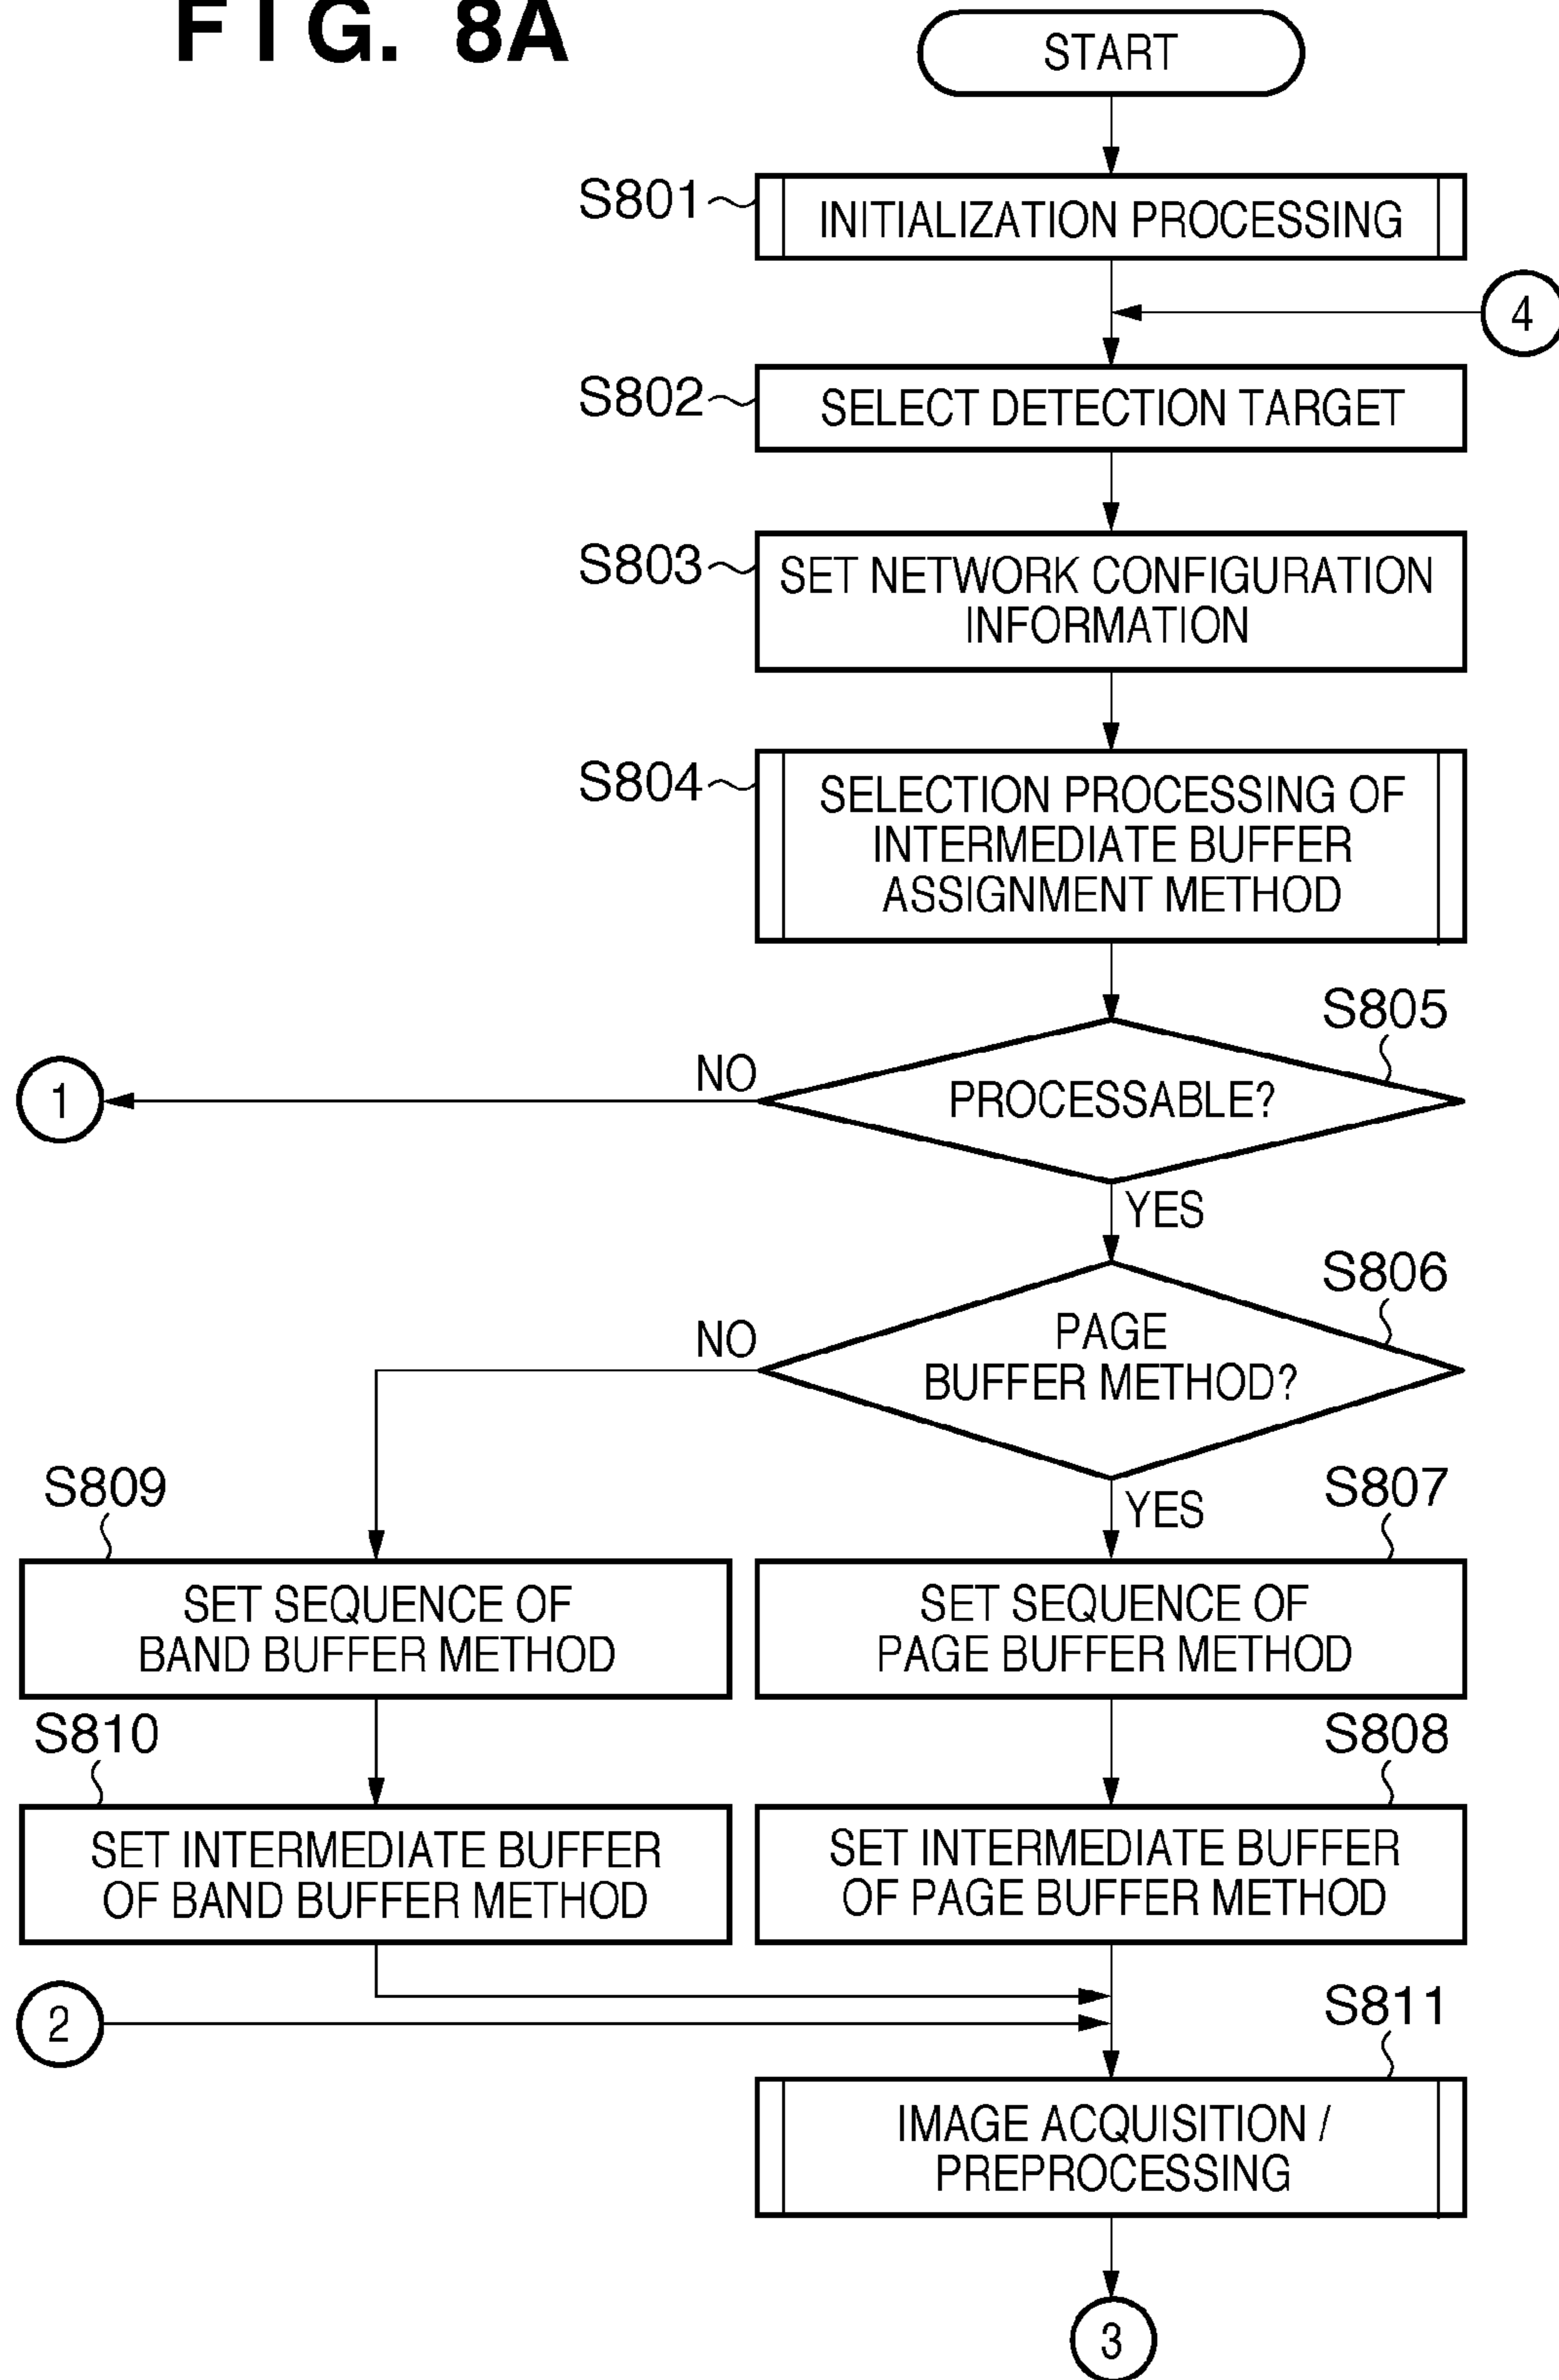 FIG. 8A
START
S801
INITIALIZATION PROCESSING
4
S802
SELECT DETECTION TARGET
S803
SET NETWORK CONFIGURATION
INFORMATION
S804
SELECTION PROCESSING OF
INTERMEDIATE BUFFER
ASSIGNMENT METHOD
S805
PROCESSABLE?
NO
1
YES
S806
PAGE
BUFFER METHOD?
NO
YES
S809
SET SEQUENCE OF
BAND BUFFER METHOD
S807
SET SEQUENCE OF
PAGE BUFFER METHOD
S810
SET INTERMEDIATE BUFFER
OF BAND BUFFER METHOD
S808
SET INTERMEDIATE BUFFER
OF PAGE BUFFER METHOD
2
S811
IMAGE ACQUISITION /
PREPROCESSING
3